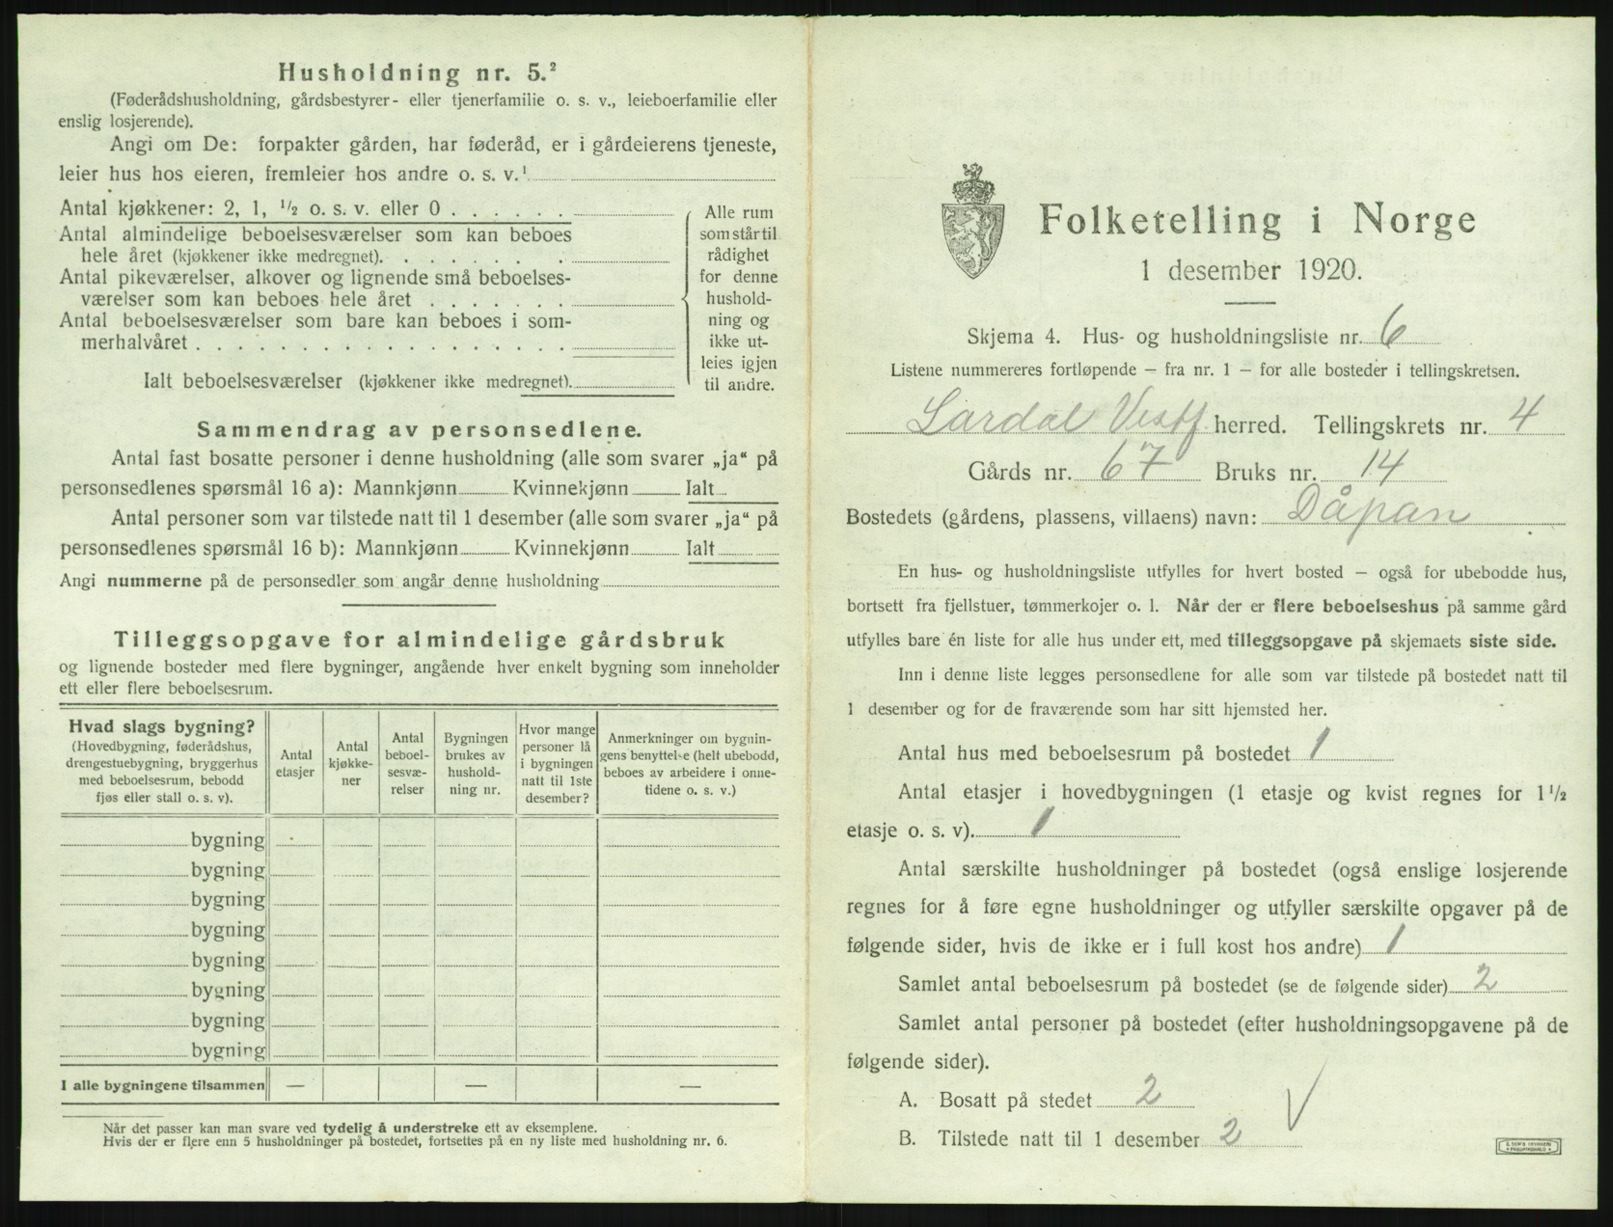 Husholdning nr. 5.²
(Føderådshusholdning, gårdsbestyrer- eller tjenerfamilie o. s. v., leieboerfamilie eller
enslig losjerende).
Angi om De: forpakter gården, har føderåd, er i gårdeierens tjeneste,
leier hus hos eieren, fremleier hos andre o. s. v.¹
Antal kjøkkener: 2, 1, ½ o. s. v. eller 0 . . . . . .
Antal almindelige beboelsesværelser som kan beboes
hele året (kjøkkener ikke medregnet). . . . . . . .
Antal pikeværelser, alkover og lignende små beboelses-
værelser som kan beboes hele året . . . . . . .
Antal beboelsesværelser som bare kan beboes i som-
merhalvåret . . . . . . . . . . . . . . . . . .
Ialt beboelsesværelser (kjøkkener ikke medregnet).
Alle rum
som står til
rådighet
for denne
hushold-
ning og
ikke ut-
leies igjen
til andre.
Sammendrag av personsedlene.
Antal fast bosatte personer i denne husholdning (alle som svarer „ja“ på
personsedlenes spørsmål 16 a): Mannkjønn Kvinnekjønn Ialt
Antal personer som var tilstede natt til 1 desember (alle som svarer „ja“ på
personsedlenes spørsmål 16 b): Mannkjønn Kvinnekjønn Ialt
Angi nummerne på de personsedler som angår denne husholdning
Tilleggsopgave for almindelige gårdsbruk
og lignende bosteder med flere bygninger, angående hver enkelt bygning som inneholder
ett eller flere beboelsesrum.
Hvad slags bygning?
(Hovedbygning, føderådshus,
drengestuebygning, bryggerhus
med beboelsesrum, bebodd
fjøs eller stall o. s. v).
Antal
etasjer
Antal
kjøkke-
ner
Antal
beboel-
sesvæ-
relser
Bygningen
brukes av
hushold-
ning nr.
Hvor mange
personer lå
i bygningen
natt til 1ste
desember?
Anmerkninger om bygnin-
gens benyttelse (helt ubebodd,
beboes av arbeidere i onne-
tidene o. s. v.)
bygning
bygning
bygning
bygning
bygning
bygning
bygning
bygning
I alle bygningene tilsammen — — —
Når det passer kan man svare ved tydelig å understreke ett av eksemplene.
Hvis der er flere enn 5 husholdninger på bostedet, fortsettes på en ny liste med husholdning nr. 6.
Folketelling i Norge
1 desember 1920.
Skjema 4. Hus- og husholdningsliste nr. 6
Listene nummereres fortløpende — fra nr. 1 — for alle bosteder i tellingskretsen.
Lardal Vestf. herred. Tellingskrets nr. 4
Gårds nr. 67 Bruks nr. 14
Bostedets (gårdens, plassens, villaens) navn: Dåpan
En hus- og husholdningsliste utfylles for hvert bosted — også for ubebodde hus,
bortsett fra fjellstuer, tømmerkojer o. l. Når der er flere beboelseshus på samme gård
utfylles bare én liste for alle hus under ett, med tilleggsopgave på skjemaets siste side.
Inn i denne liste legges personsedlene for alle som var tilstede på bostedet natt til
1 desember og for de fraværende som har sitt hjemsted her.
Antal hus med beboelsesrum på bostedet 1
Antal etasjer i hovedbygningen (1 etasje og kvist regnes for 1½
etasje o. s. v). 1
Antal særskilte husholdninger på bostedet (også enslige losjerende
regnes for å føre egne husholdninger og utfyller særskilte opgaver på de
følgende sider, hvis de ikke er i full kost hos andre) 1
Samlet antal beboelsesrum på bostedet (se de følgende sider) 2
Samlet antal personer på bostedet (efter husholdningsopgavene på de
følgende sider).
A. Bosatt på stedet 2
B. Tilstede natt til 1 desember 2